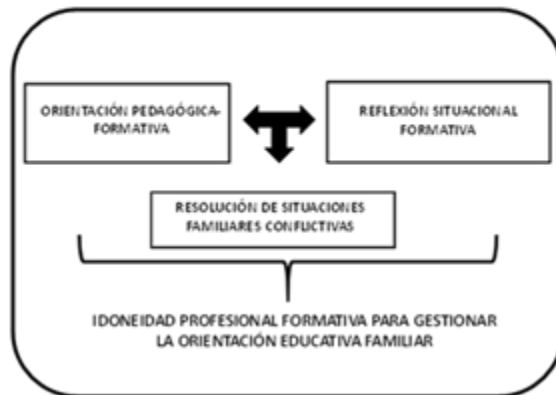 ORIENTACIÓN PEDAGÓGICA-
FORMATIVA
REFLEXIÓN SITUACIONAL
FORMATIVA
RESOLUCIÓN DE SITUACIONES
FAMILIARES CONFLICTIVAS
IDONEIDAD PROFESIONAL FORMATIVA PARA GESTIONAR
LA ORIENTACIÓN EDUCATIVA FAMILIAR